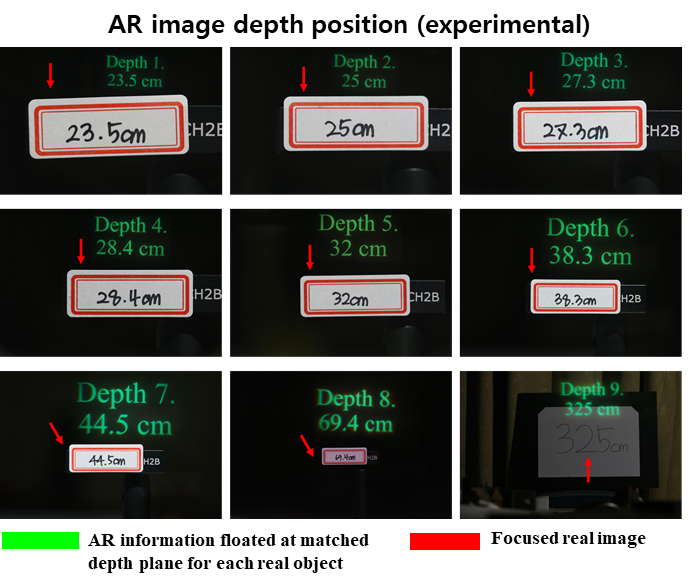 AR image depth position (experimental)
Depth 1.
23.5 cm
23.5cm
CH2B
Depth 2.
25 cm
25cm
H2
Depth 3.
27.3 cm
27.3cm
CH2B
Depth 4.
28.4 cm
28.4cm
H2B
Depth 5.
32 cm
32cm
CH2B
Depth 6.
38.3 cm
38.3cm
H2B
Depth 7.
44.5 cm
44.5cm
H2B
Depth 8.
69.4 cm
69.4cm
H2B
Depth 9.
325 cm
325cm
AR information floated at matched
depth plane for each real object
Focused real image